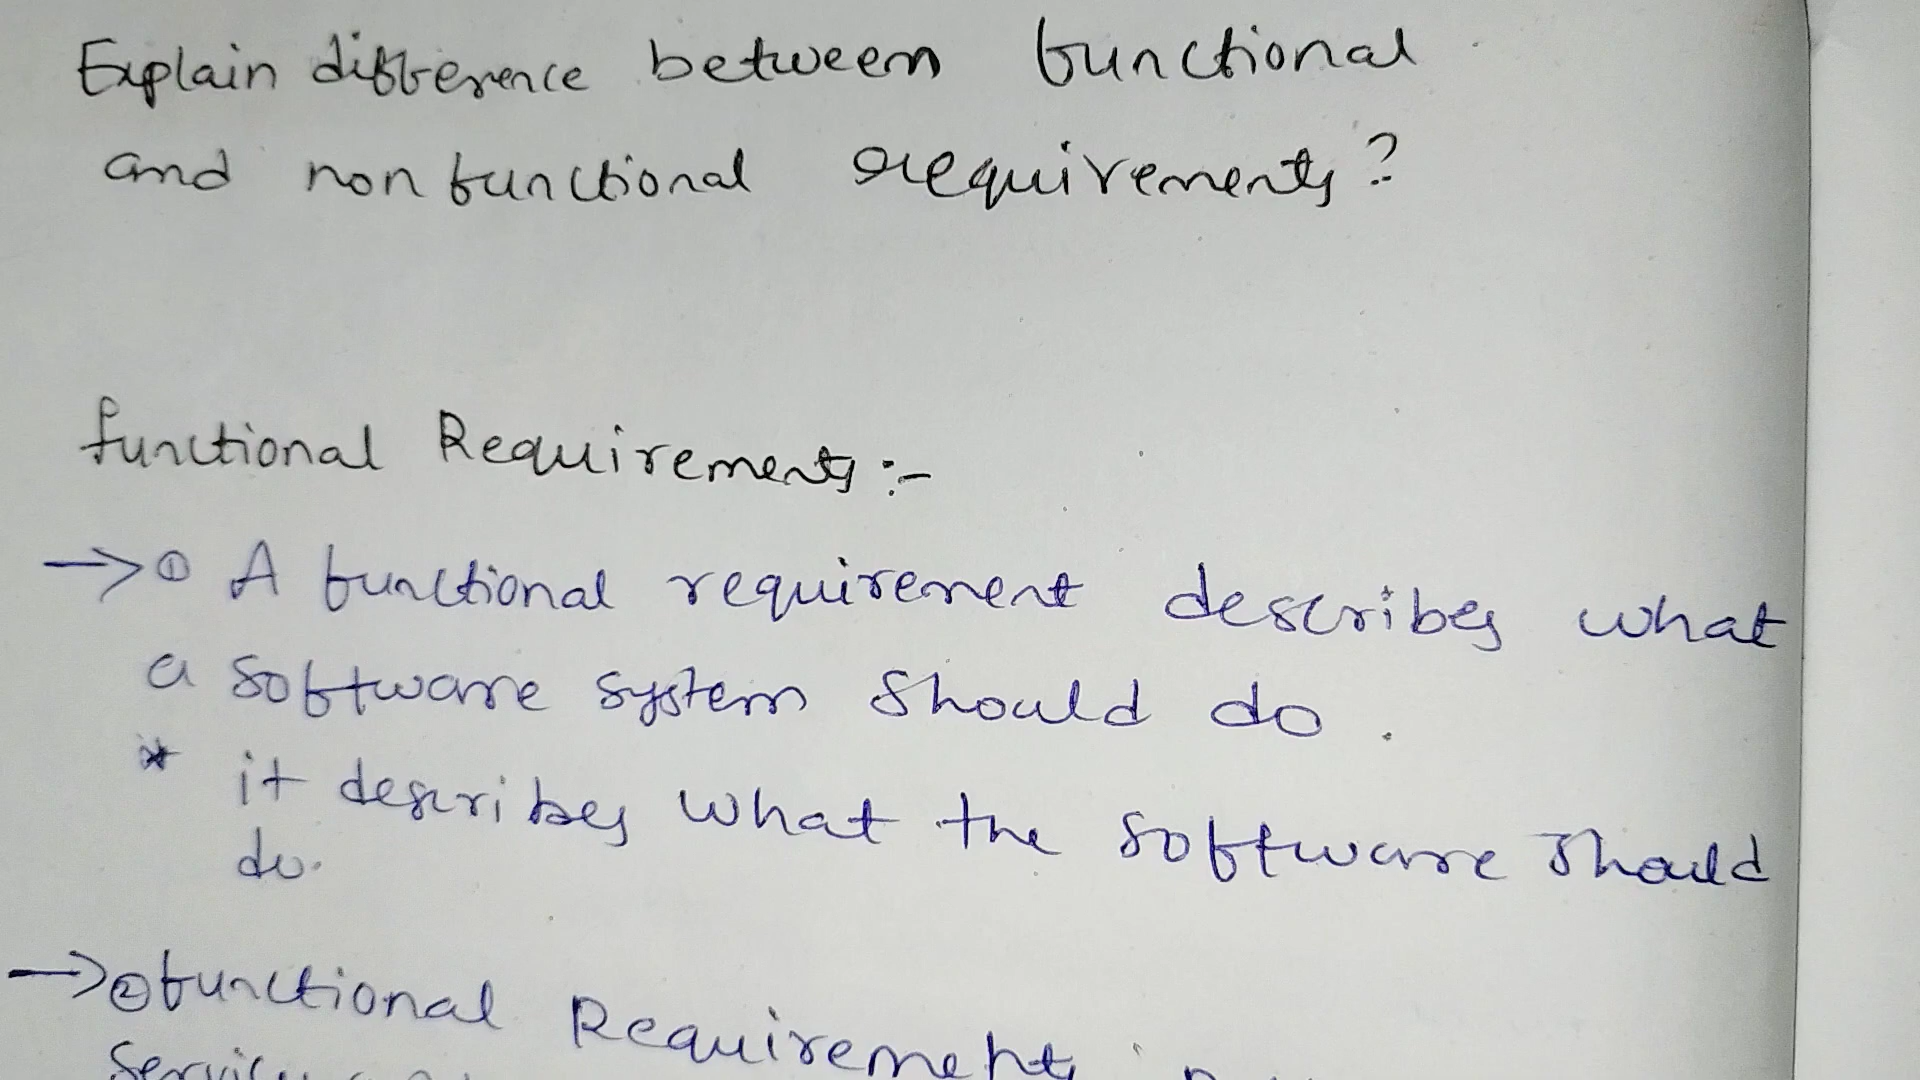 Explain difference between functional
and non functional requirements?
functional Requirements :-
→① A functional requirement describes what
a software system should do.
* it describes what the software should
do.
→② functional Requirements